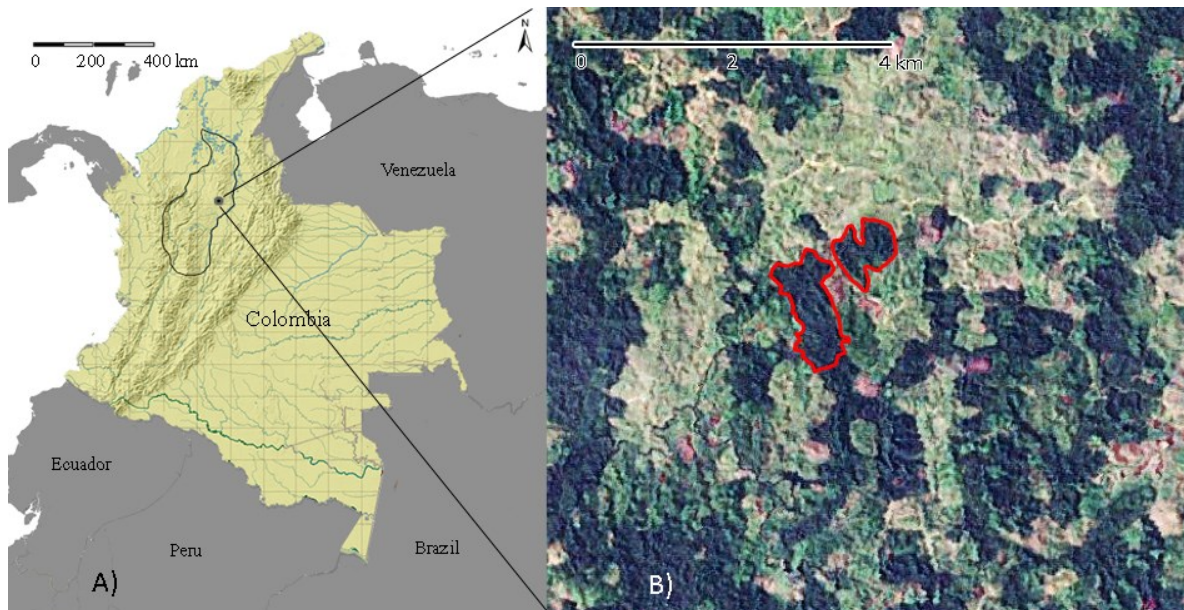 N
0 200 400 km
0 2 4 km
Venezuela
Colombia
Ecuador
Peru
Brazil
A)
B)